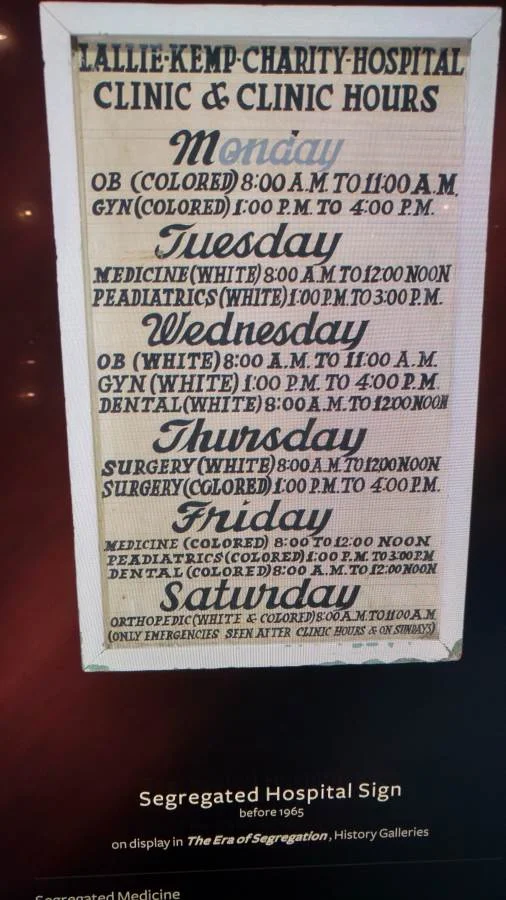 LALLIE-KEMP-CHARITY-HOSPITAL
CLINIC & CLINIC HOURS
Monday
OB (COLORED) 8:00 A.M. TO 11:00 A.M.
GYN (COLORED) 1:00 P.M. TO 4:00 P.M.
Tuesday
MEDICINE (WHITE) 8:00 A.M. TO 12:00 NOON
PEADIATRICS (WHITE) 1:00 P.M. TO 3:00 P.M.
Wednesday
OB (WHITE) 8:00 A.M. TO 11:00 A.M.
GYN (WHITE) 1:00 P.M. TO 4:00 P.M.
DENTAL (WHITE) 8:00 A.M. TO 12:00 NOON
Thursday
SURGERY (WHITE) 8:00 A.M. TO 12:00 NOON
SURGERY (COLORED) 1:00 P.M. TO 4:00 P.M.
Friday
MEDICINE (COLORED) 8:00 TO 12:00 NOON
PEADIATRICS (COLORED) 1:00 P.M. TO 3:00 P.M
DENTAL (COLORED) 8:00 A.M. TO 12:00 NOON
Saturday
ORTHOPEDIC (WHITE & COLORED) 8:00 A.M. TO 11:00 A.M.
(ONLY EMERGENCIES SEEN AFTER CLINIC HOURS & ON SUNDAYS)
Segregated Hospital Sign
before 1965
on display in The Era of Segregation, History Galleries
Segregated Medicine